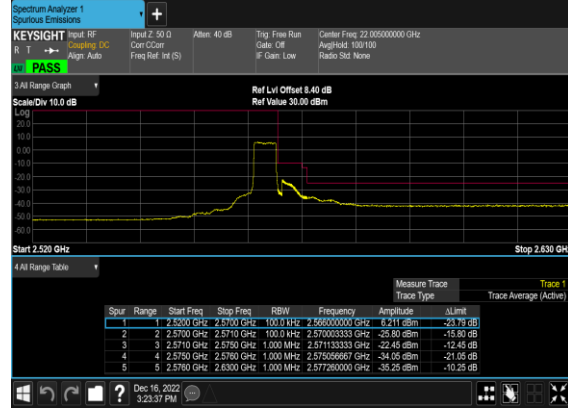 Spectrum Analyzer 1
Spurious Emissions
KEYSIGHT Input: RF Input Z: 50 Ω Atten: 40 dB Trig: Free Run Center Freq: 22.005000000 GHz
R T Coupling: DC Corr CCorr Gate: Off Avg|Hold: 100/100
Align: Auto Freq Ref: Int (S) IF Gain: Low Radio Std: None
PASS
3 All Range Graph
Ref Lvl Offset 8.40 dB
Scale/Div 10.0 dB Ref Value 30.00 dBm
Log
20.0
10.0
0.00
-10.0
-20.0
-30.0
-40.0
-50.0
-60.0
Start 2.520 GHz Stop 2.630 GHz
4 All Range Table
Measure Trace Trace 1
Trace Type Trace Average (Active)
Spur Range Start Freq Stop Freq RBW Frequency Amplitude ΔLimit
1 1 2.5200 GHz 2.5700 GHz 100.0 kHz 2.566000000 GHz 6.211 dBm -23.79 dB
2 2 2.5700 GHz 2.5710 GHz 100.0 kHz 2.570003333 GHz -25.80 dBm -15.80 dB
3 3 2.5710 GHz 2.5750 GHz 1.000 MHz 2.571133333 GHz -22.45 dBm -12.45 dB
4 4 2.5750 GHz 2.5760 GHz 1.000 MHz 2.575056667 GHz -34.05 dBm -21.05 dB
5 5 2.5760 GHz 2.6300 GHz 1.000 MHz 2.577260000 GHz -35.25 dBm -10.25 dB
Dec 16, 2022
3:23:37 PM